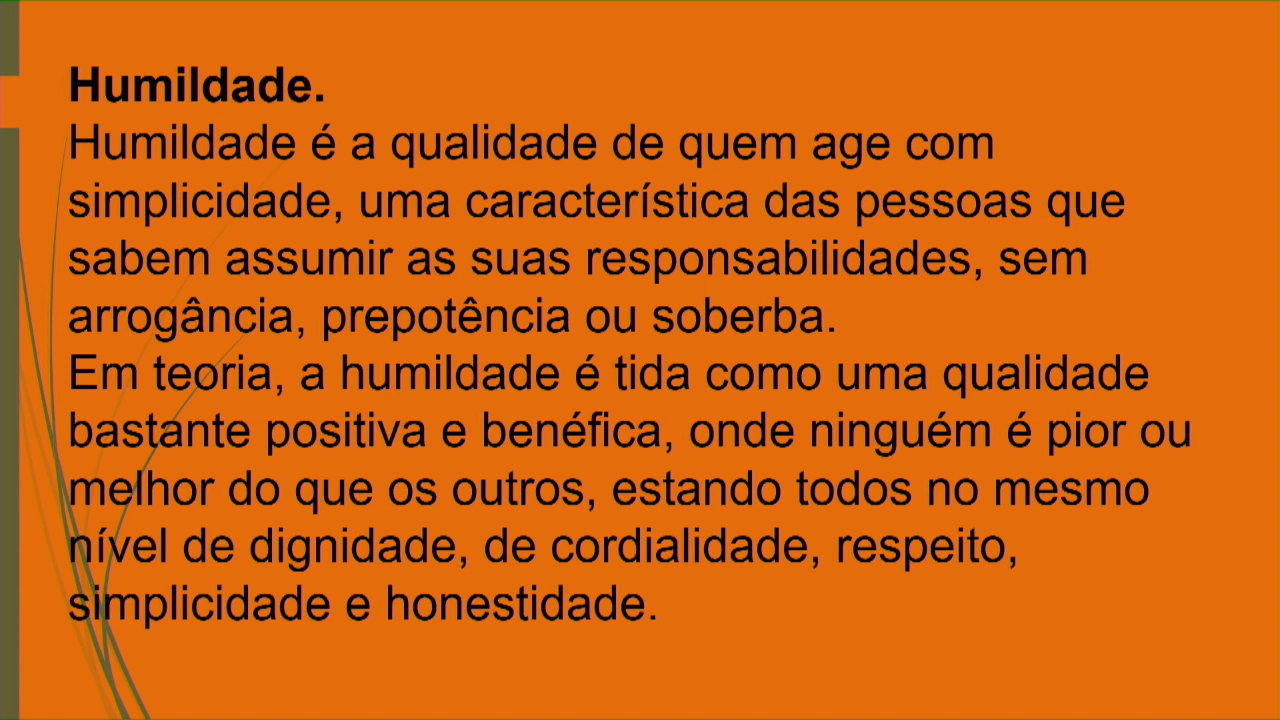 Humildade.
Humildade é a qualidade de quem age com
simplicidade, uma característica das pessoas que
sabem assumir as suas responsabilidades, sem
arrogância, prepotência ou soberba.
Em teoria, a humildade é tida como uma qualidade
bastante positiva e benéfica, onde ninguém é pior ou
melhor do que os outros, estando todos no mesmo
nível de dignidade, de cordialidade, respeito,
simplicidade e honestidade.